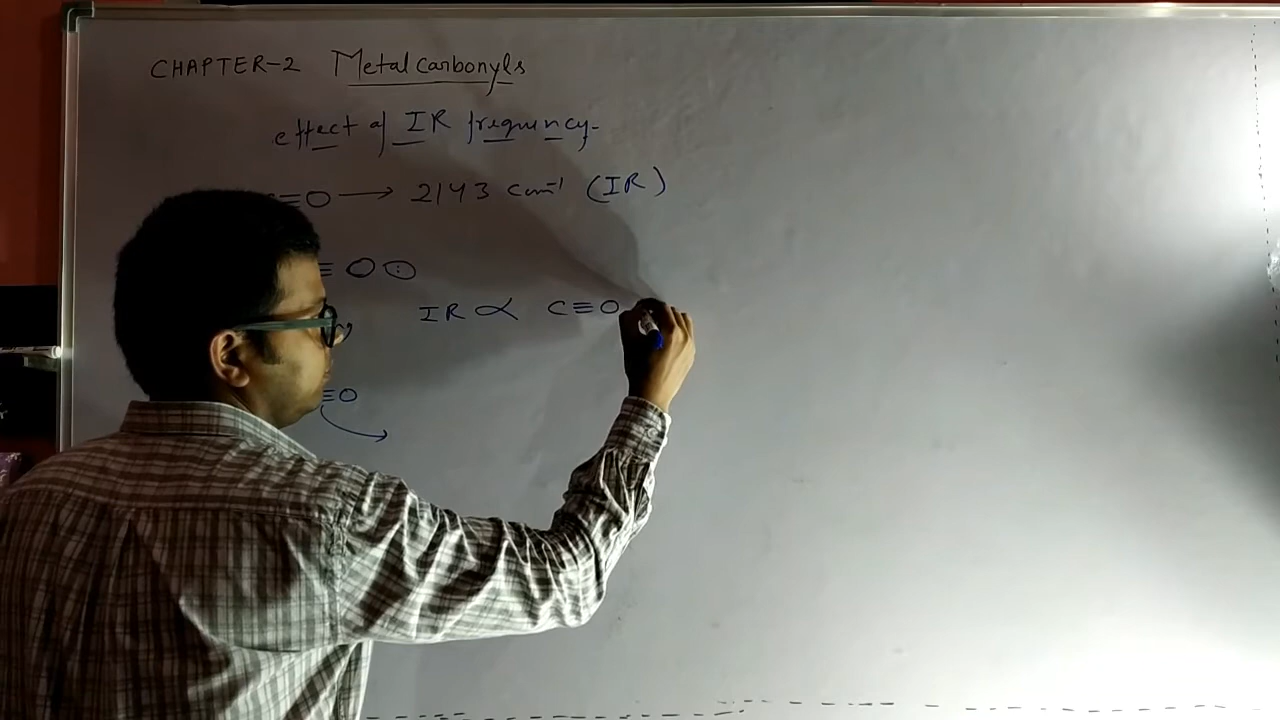 CHAPTER-2 Metal carbonyls
effect of IR frequency-
≡O ⟶ 2143 cm⁻¹ (IR)
≡ O
IR ∝ C≡O
≡O